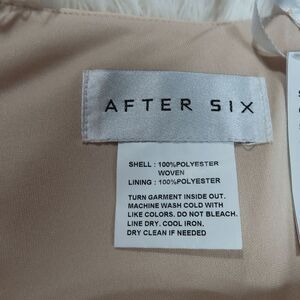 AFTER SIX
SHELL : 100%POLYESTER
WOVEN
LINING : 100%POLYESTER
TURN GARMENT INSIDE OUT.
MACHINE WASH COLD WITH
LIKE COLORS. DO NOT BLEACH.
LINE DRY. COOL IRON.
DRY CLEAN IF NEEDED